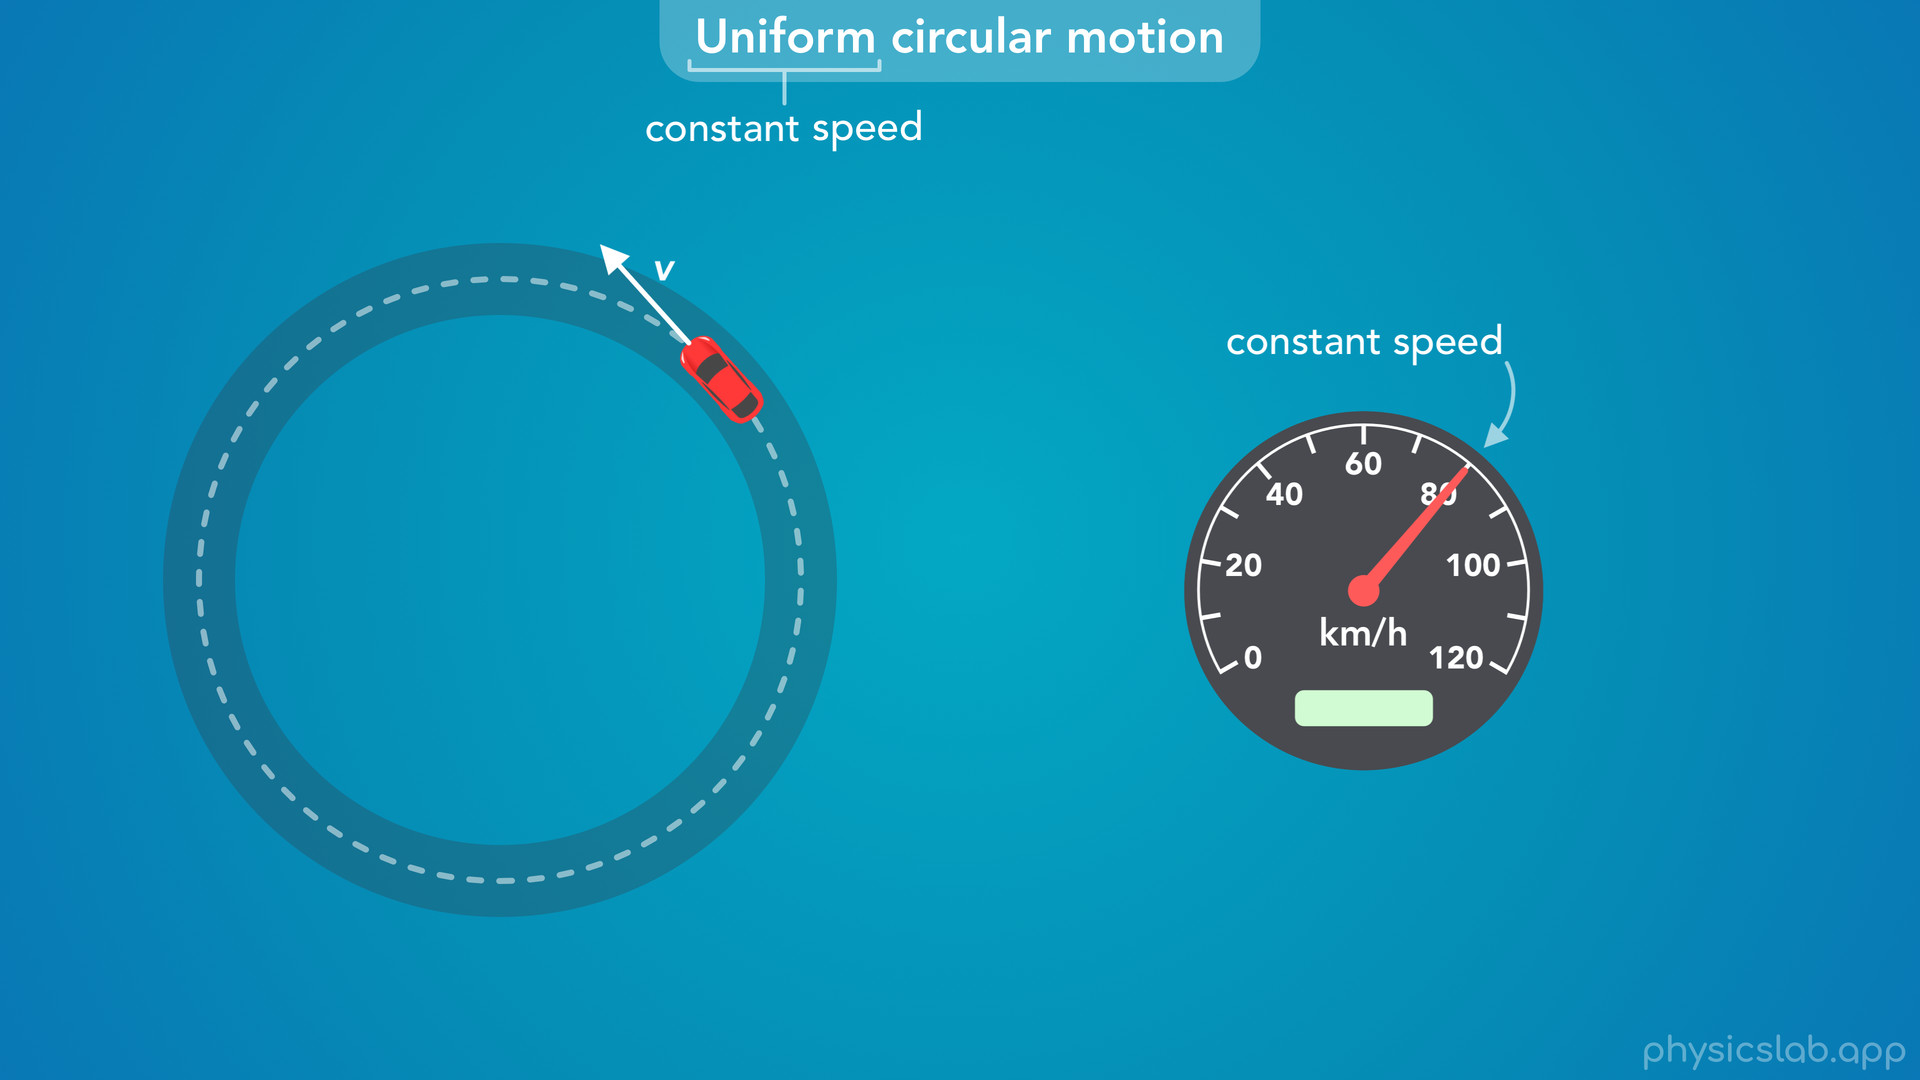 Uniform circular motion
constant speed
v
constant speed
60
40
80
20
100
km/h
0
120
physicslab.app